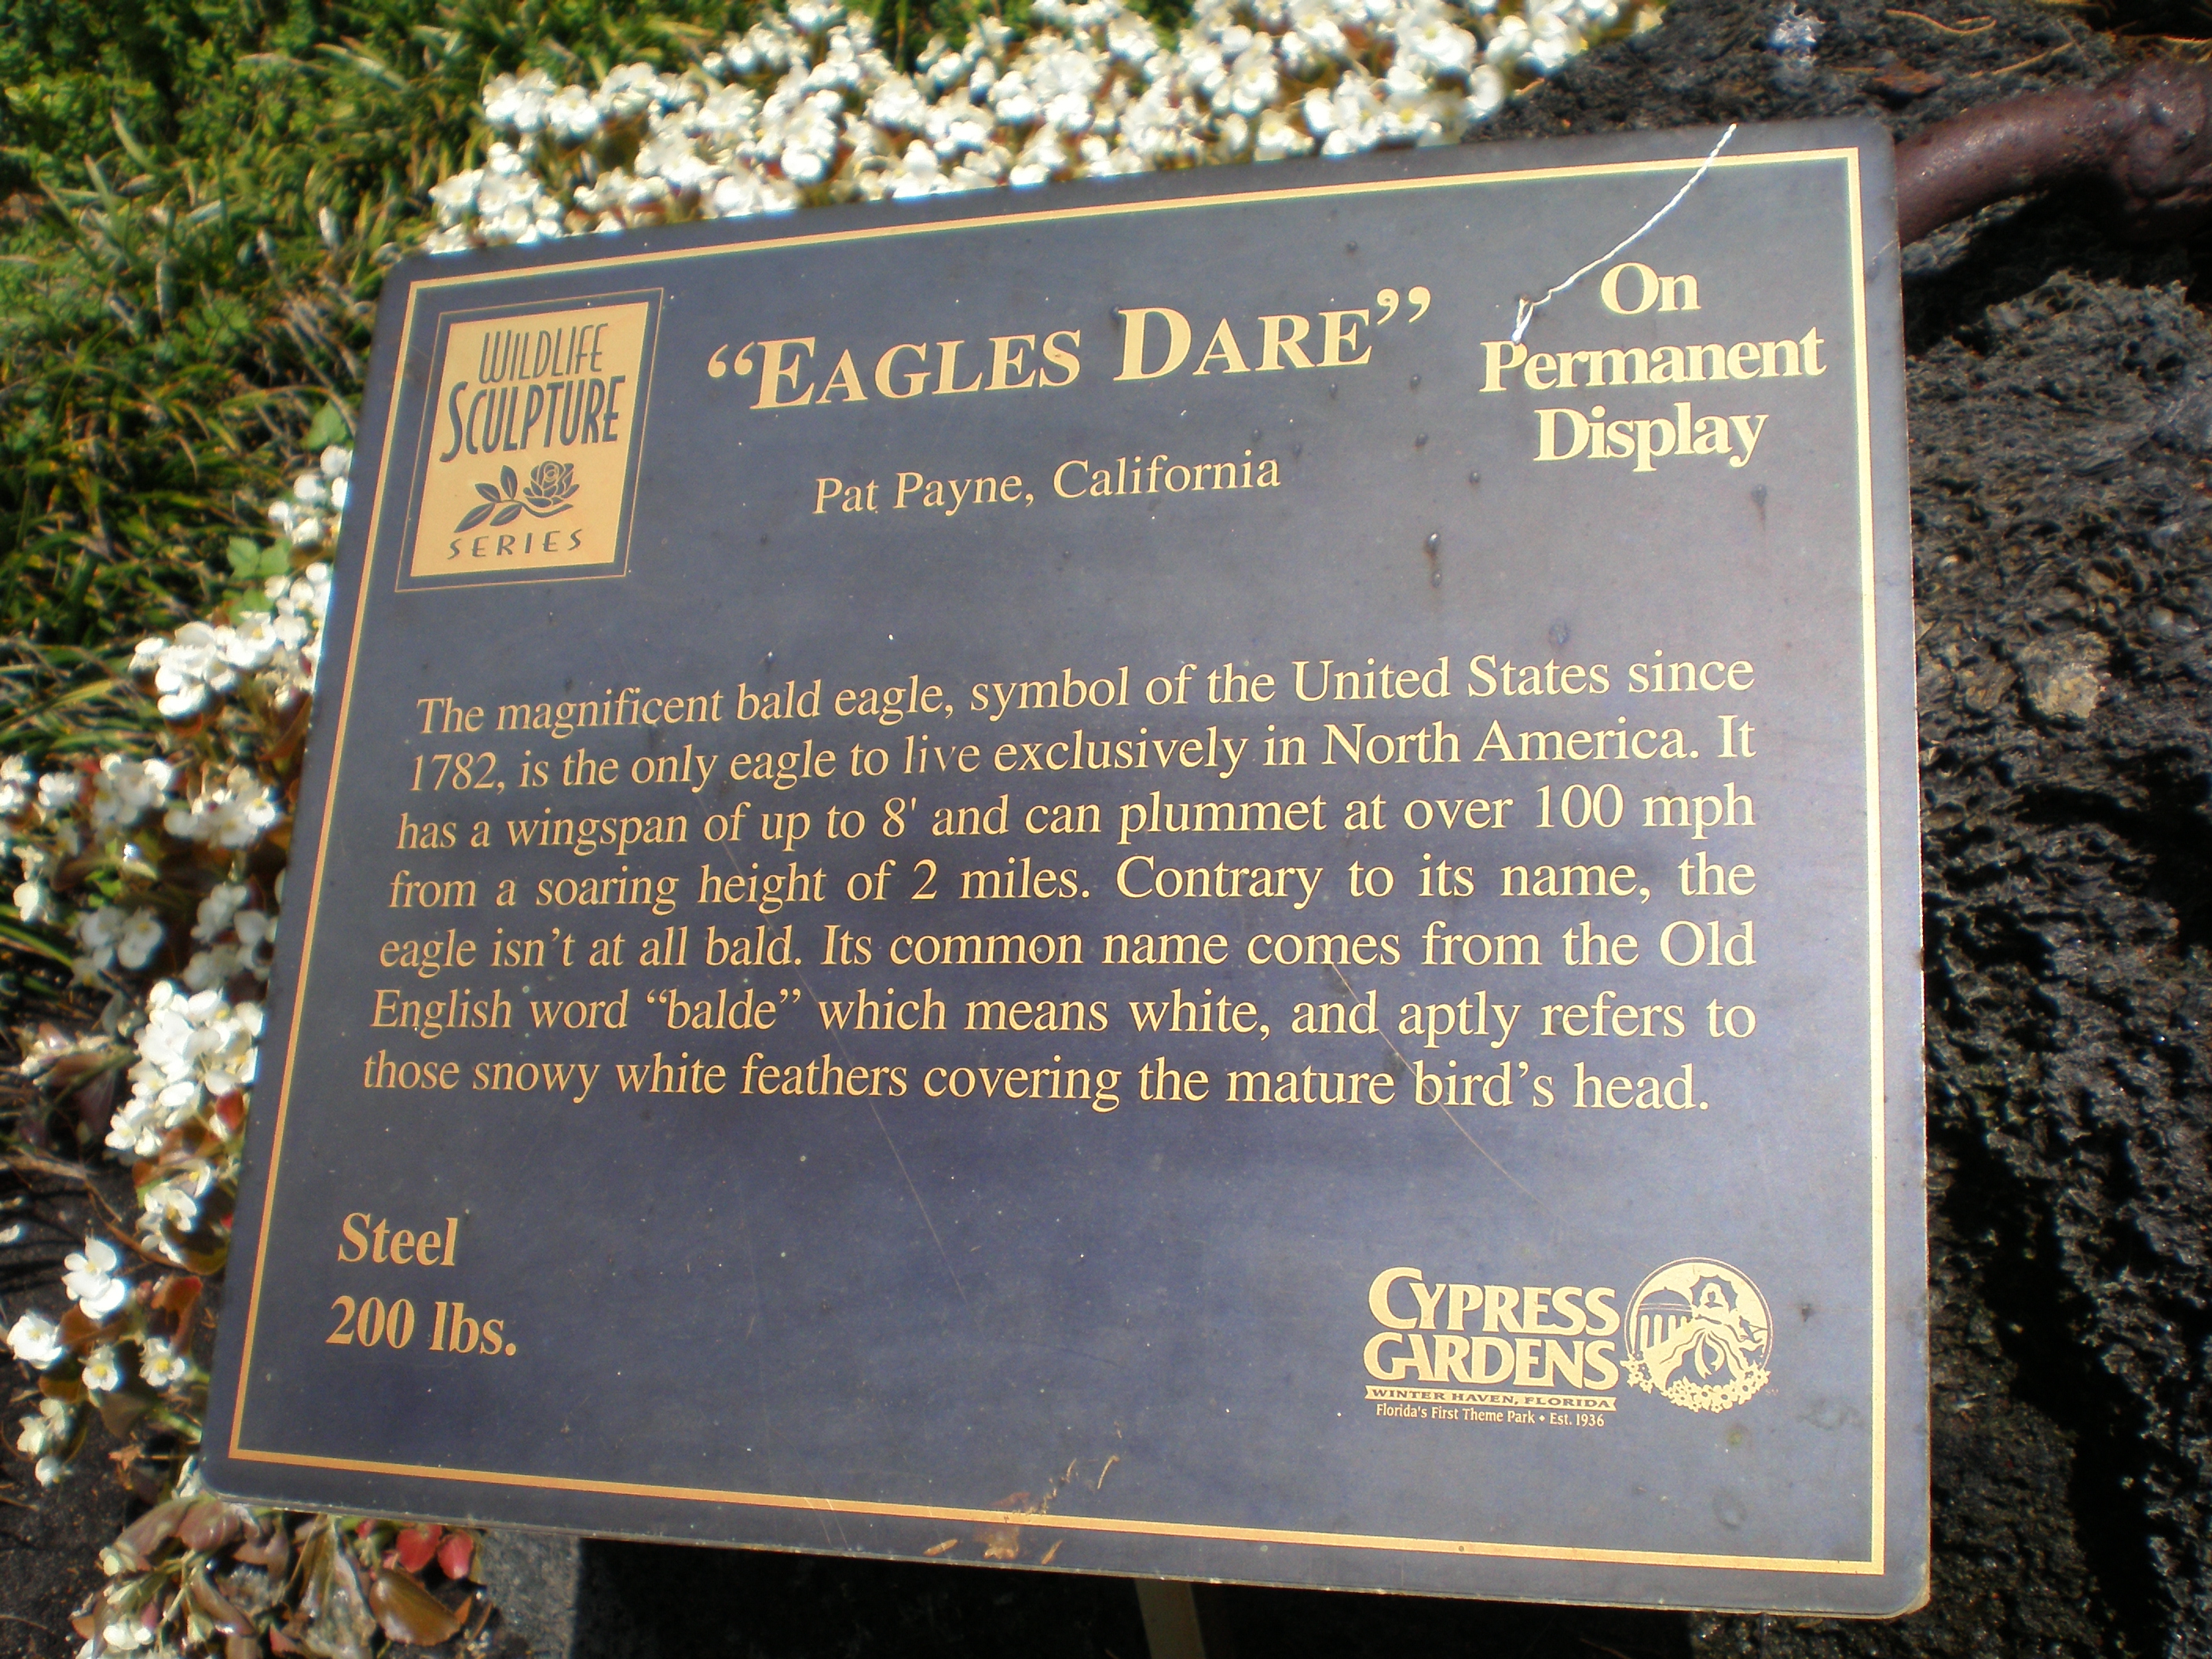 WILDLIFE
SCULPTURE
SERIES
“EAGLES DARE”
Pat Payne, California
On
Permanent
Display
The magnificent bald eagle, symbol of the United States since
1782, is the only eagle to live exclusively in North America. It
has a wingspan of up to 8' and can plummet at over 100 mph
from a soaring height of 2 miles. Contrary to its name, the
eagle isn’t at all bald. Its common name comes from the Old
English word “balde” which means white, and aptly refers to
those snowy white feathers covering the mature bird’s head.
Steel
200 lbs.
CYPRESS
GARDENS
WINTER HAVEN, FLORIDA
Florida's First Theme Park • Est. 1936